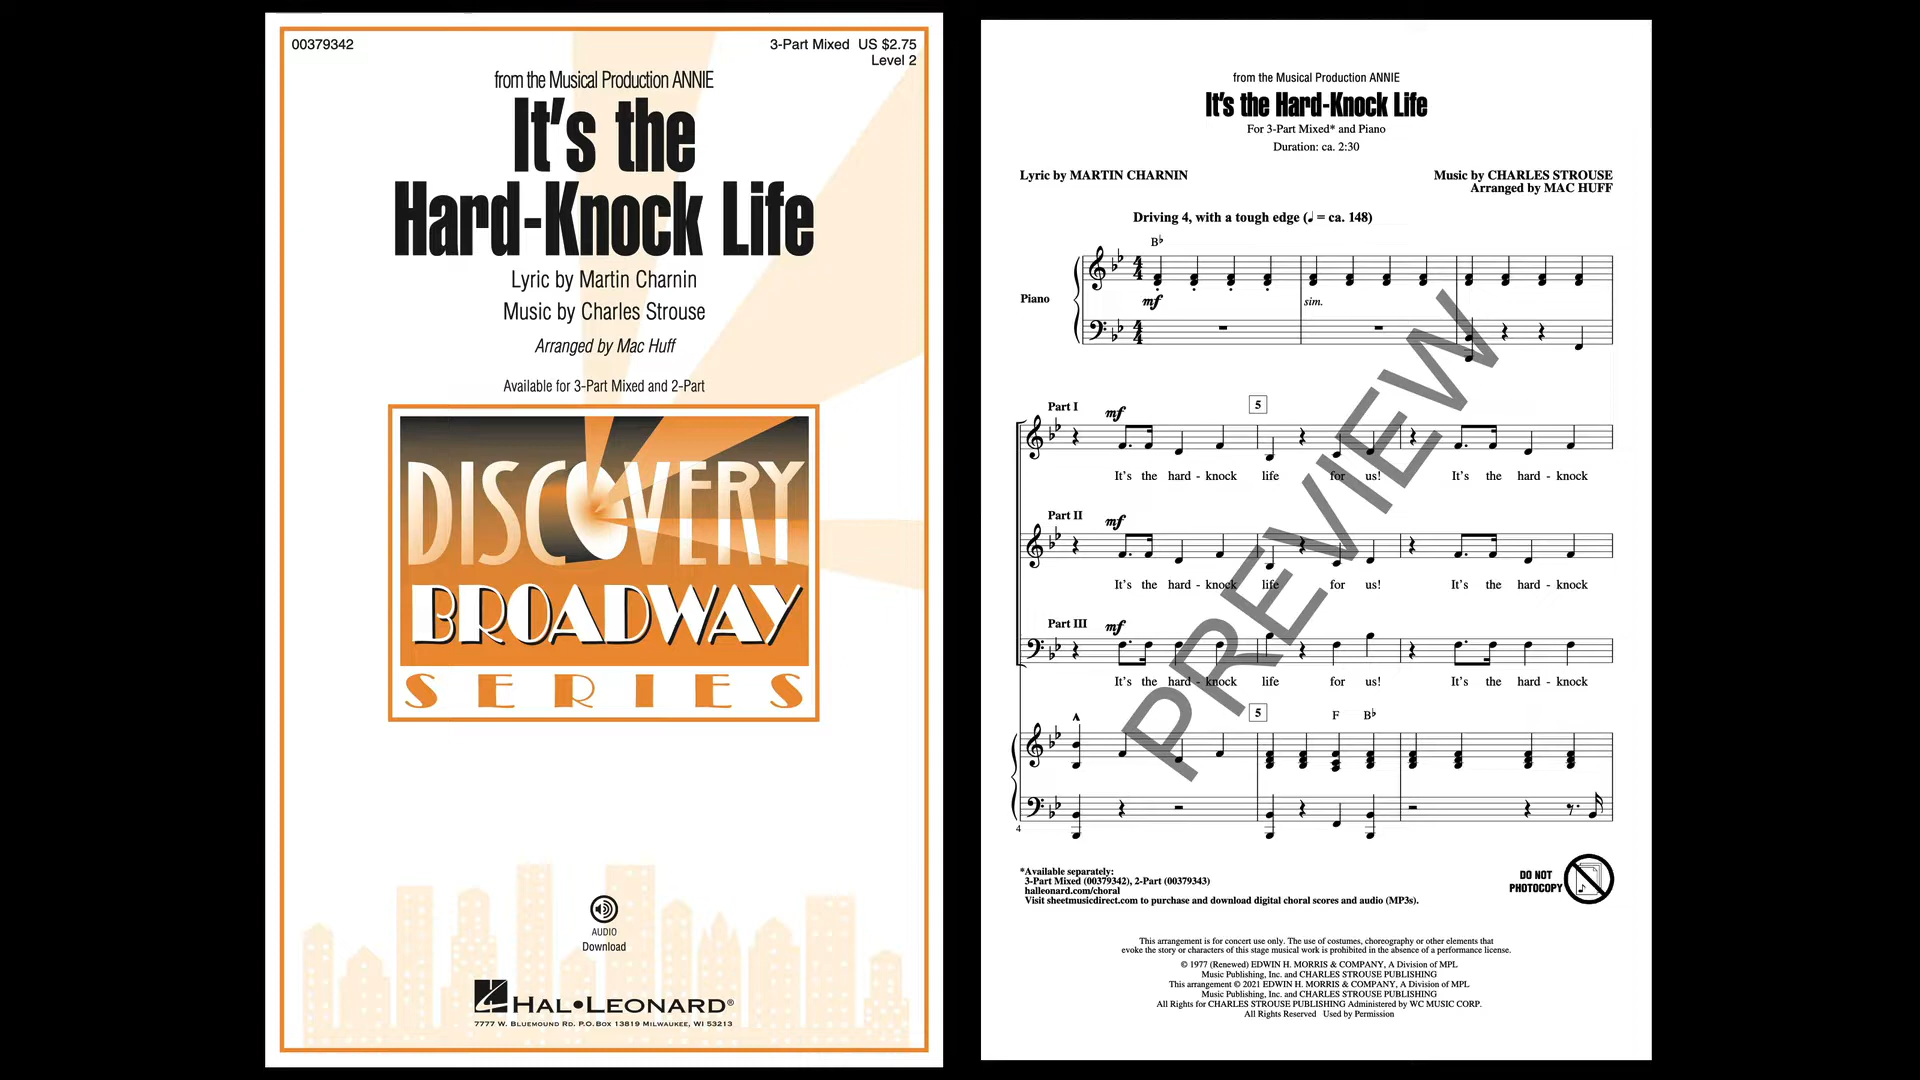 00379342
3-Part Mixed US $2.75
Level 2
from the Musical Production ANNIE
It's the
Hard-Knock Life
Lyric by Martin Charnin
Music by Charles Strouse
Arranged by Mac Huff
Available for 3-Part Mixed and 2-Part
DISCOVERY
BROADWAY
SERIES
AUDIO
Download
HAL•LEONARD®
7777 W. BLUEMOUND RD. P.O. BOX 13819 MILWAUKEE, WI 53213
from the Musical Production ANNIE
It's the Hard-Knock Life
For 3-Part Mixed* and Piano
Duration: ca. 2:30
Lyric by MARTIN CHARNIN
Music by CHARLES STROUSE
Arranged by MAC HUFF
Driving 4, with a tough edge (♩ = ca. 148)
B♭
Piano
mf
sim.
Part I
mf
5
It's the hard - knock life for us! It's the hard - knock
Part II
mf
It's the hard - knock life for us! It's the hard - knock
Part III
mf
It's the hard - knock life for us! It's the hard - knock
5
F B♭
4
PREVIEW
*Available separately:
3-Part Mixed (00379342), 2-Part (00379343)
halleonard.com/choral
Visit sheetmusicdirect.com to purchase and download digital choral scores and audio (MP3s).
DO NOT
PHOTOCOPY
This arrangement is for concert use only. The use of costumes, choreography or other elements that
evoke the story or characters of this stage musical work is prohibited in the absence of a performance license.
© 1977 (Renewed) EDWIN H. MORRIS & COMPANY, A Division of MPL
Music Publishing, Inc. and CHARLES STROUSE PUBLISHING
This arrangement © 2021 EDWIN H. MORRIS & COMPANY, A Division of MPL
Music Publishing, Inc. and CHARLES STROUSE PUBLISHING
All Rights for CHARLES STROUSE PUBLISHING Administered by WC MUSIC CORP.
All Rights Reserved Used by Permission